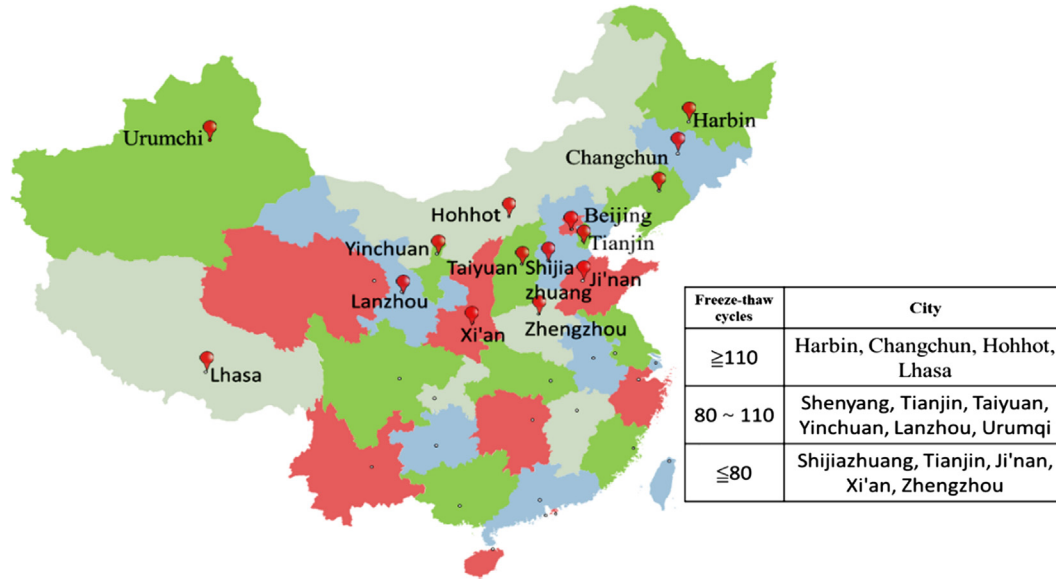 Harbin
Urumchi
Changchun
Hohhot
Beijing
Tianjin
Yinchuan
Taiyuan
Shijia
zhuang
Ji'nan
Lanzhou
Xi'an
Zhengzhou
Lhasa
Freeze-thaw
cycles
City
≧110
Harbin, Changchun, Hohhot,
Lhasa
80 ~ 110
Shenyang, Tianjin, Taiyuan,
Yinchuan, Lanzhou, Urumqi
≦80
Shijiazhuang, Tianjin, Ji'nan,
Xi'an, Zhengzhou